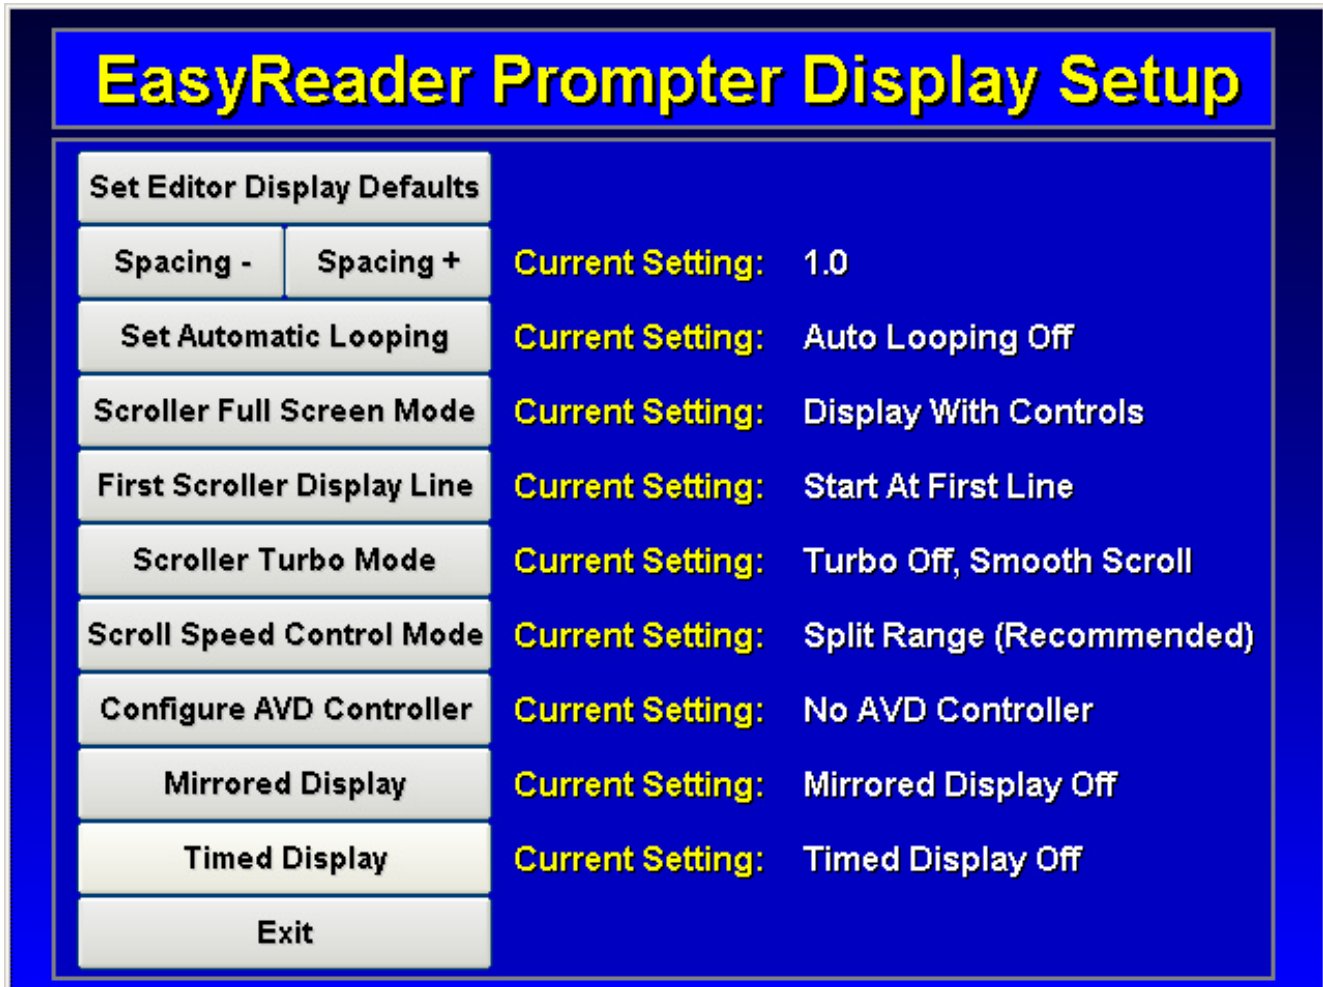 EasyReader Prompter Display Setup
Set Editor Display Defaults
Spacing - Spacing + Current Setting: 1.0
Set Automatic Looping Current Setting: Auto Looping Off
Scroller Full Screen Mode Current Setting: Display With Controls
First Scroller Display Line Current Setting: Start At First Line
Scroller Turbo Mode Current Setting: Turbo Off, Smooth Scroll
Scroll Speed Control Mode Current Setting: Split Range (Recommended)
Configure AVD Controller Current Setting: No AVD Controller
Mirrored Display Current Setting: Mirrored Display Off
Timed Display Current Setting: Timed Display Off
Exit